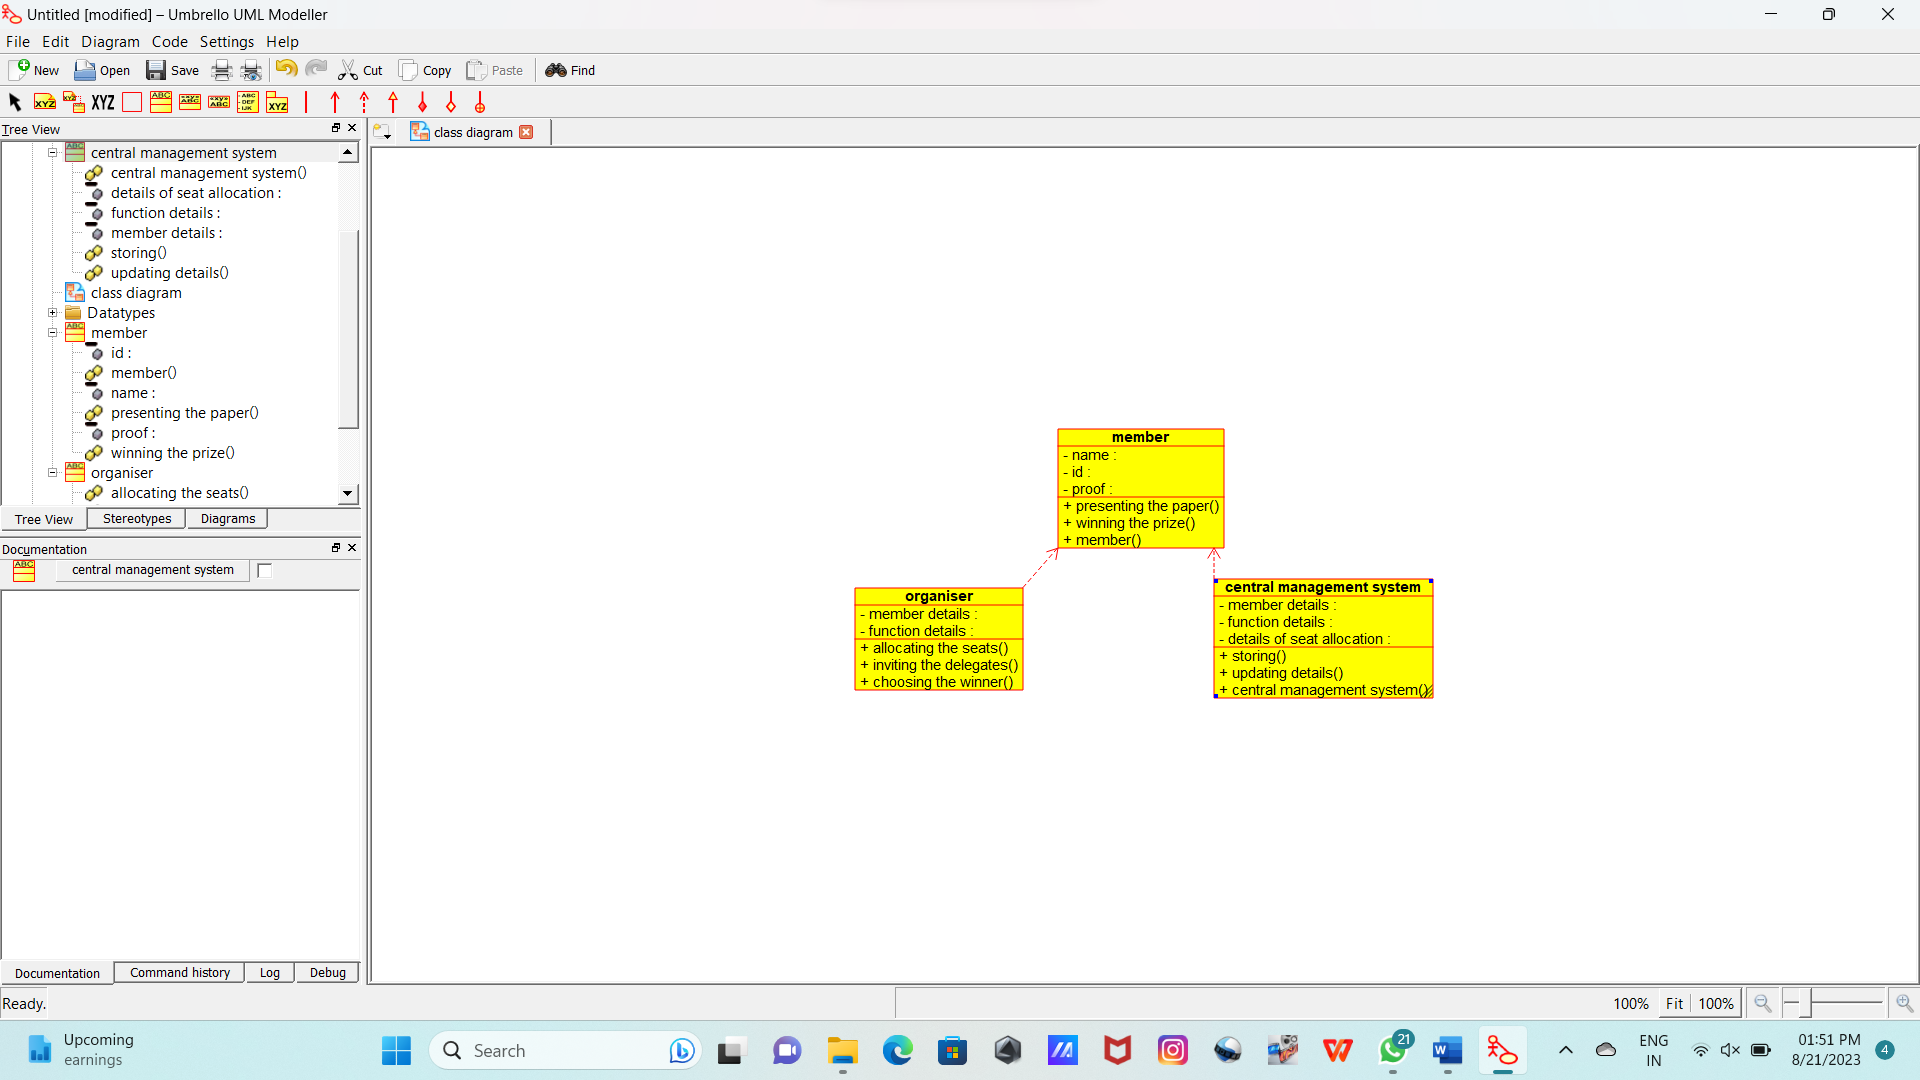 Untitled [modified] – Umbrello UML Modeller
File Edit Diagram Code Settings Help
New Open Save Cut Copy Paste Find
XYZ
Tree View
class diagram
central management system
central management system()
details of seat allocation :
function details :
member details :
storing()
updating details()
class diagram
Datatypes
member
id :
member()
name :
presenting the paper()
proof :
winning the prize()
organiser
allocating the seats()
Tree View Stereotypes Diagrams
Documentation
central management system
Documentation Command history Log Debug
member
- name :
- id :
- proof :
+ presenting the paper()
+ winning the prize()
+ member()
organiser
- member details :
- function details :
+ allocating the seats()
+ inviting the delegates()
+ choosing the winner()
central management system
- member details :
- function details :
- details of seat allocation :
+ storing()
+ updating details()
+ central management system()
Ready.
100% Fit 100%
Upcoming
earnings
Search
21
ENG
IN
01:51 PM
8/21/2023
4